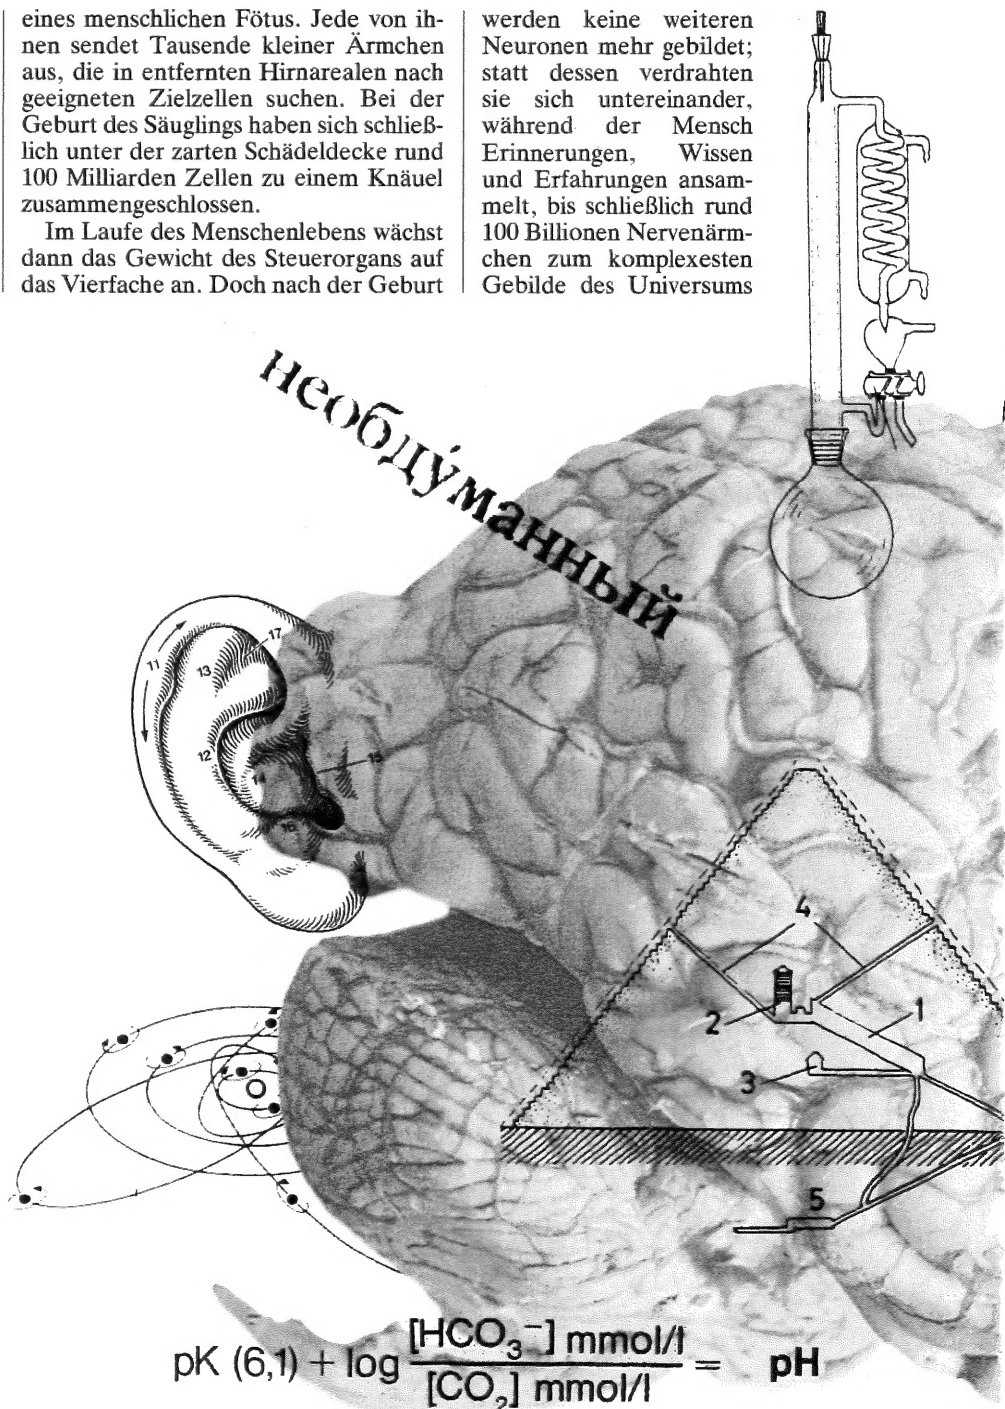 eines menschlichen Fötus. Jede von ih-
nen sendet Tausende kleiner Ärmchen
aus, die in entfernten Hirnarealen nach
geeigneten Zielzellen suchen. Bei der
Geburt des Säuglings haben sich schließ-
lich unter der zarten Schädeldecke rund
100 Milliarden Zellen zu einem Knäuel
zusammengeschlossen.
Im Laufe des Menschenlebens wächst
dann das Gewicht des Steuerorgans auf
das Vierfache an. Doch nach der Geburt
werden keine weiteren
Neuronen mehr gebildet;
statt dessen verdrahten
sie sich untereinander,
während der Mensch
Erinnerungen, Wissen
und Erfahrungen ansam-
melt, bis schließlich rund
100 Billionen Nervenärm-
chen zum komplexesten
Gebilde des Universums
необду́манный
17
11
13
12
15
4
2
1
3
5
pK (6,1) + log [HCO₃⁻] mmol/l / [CO₂] mmol/l = pH